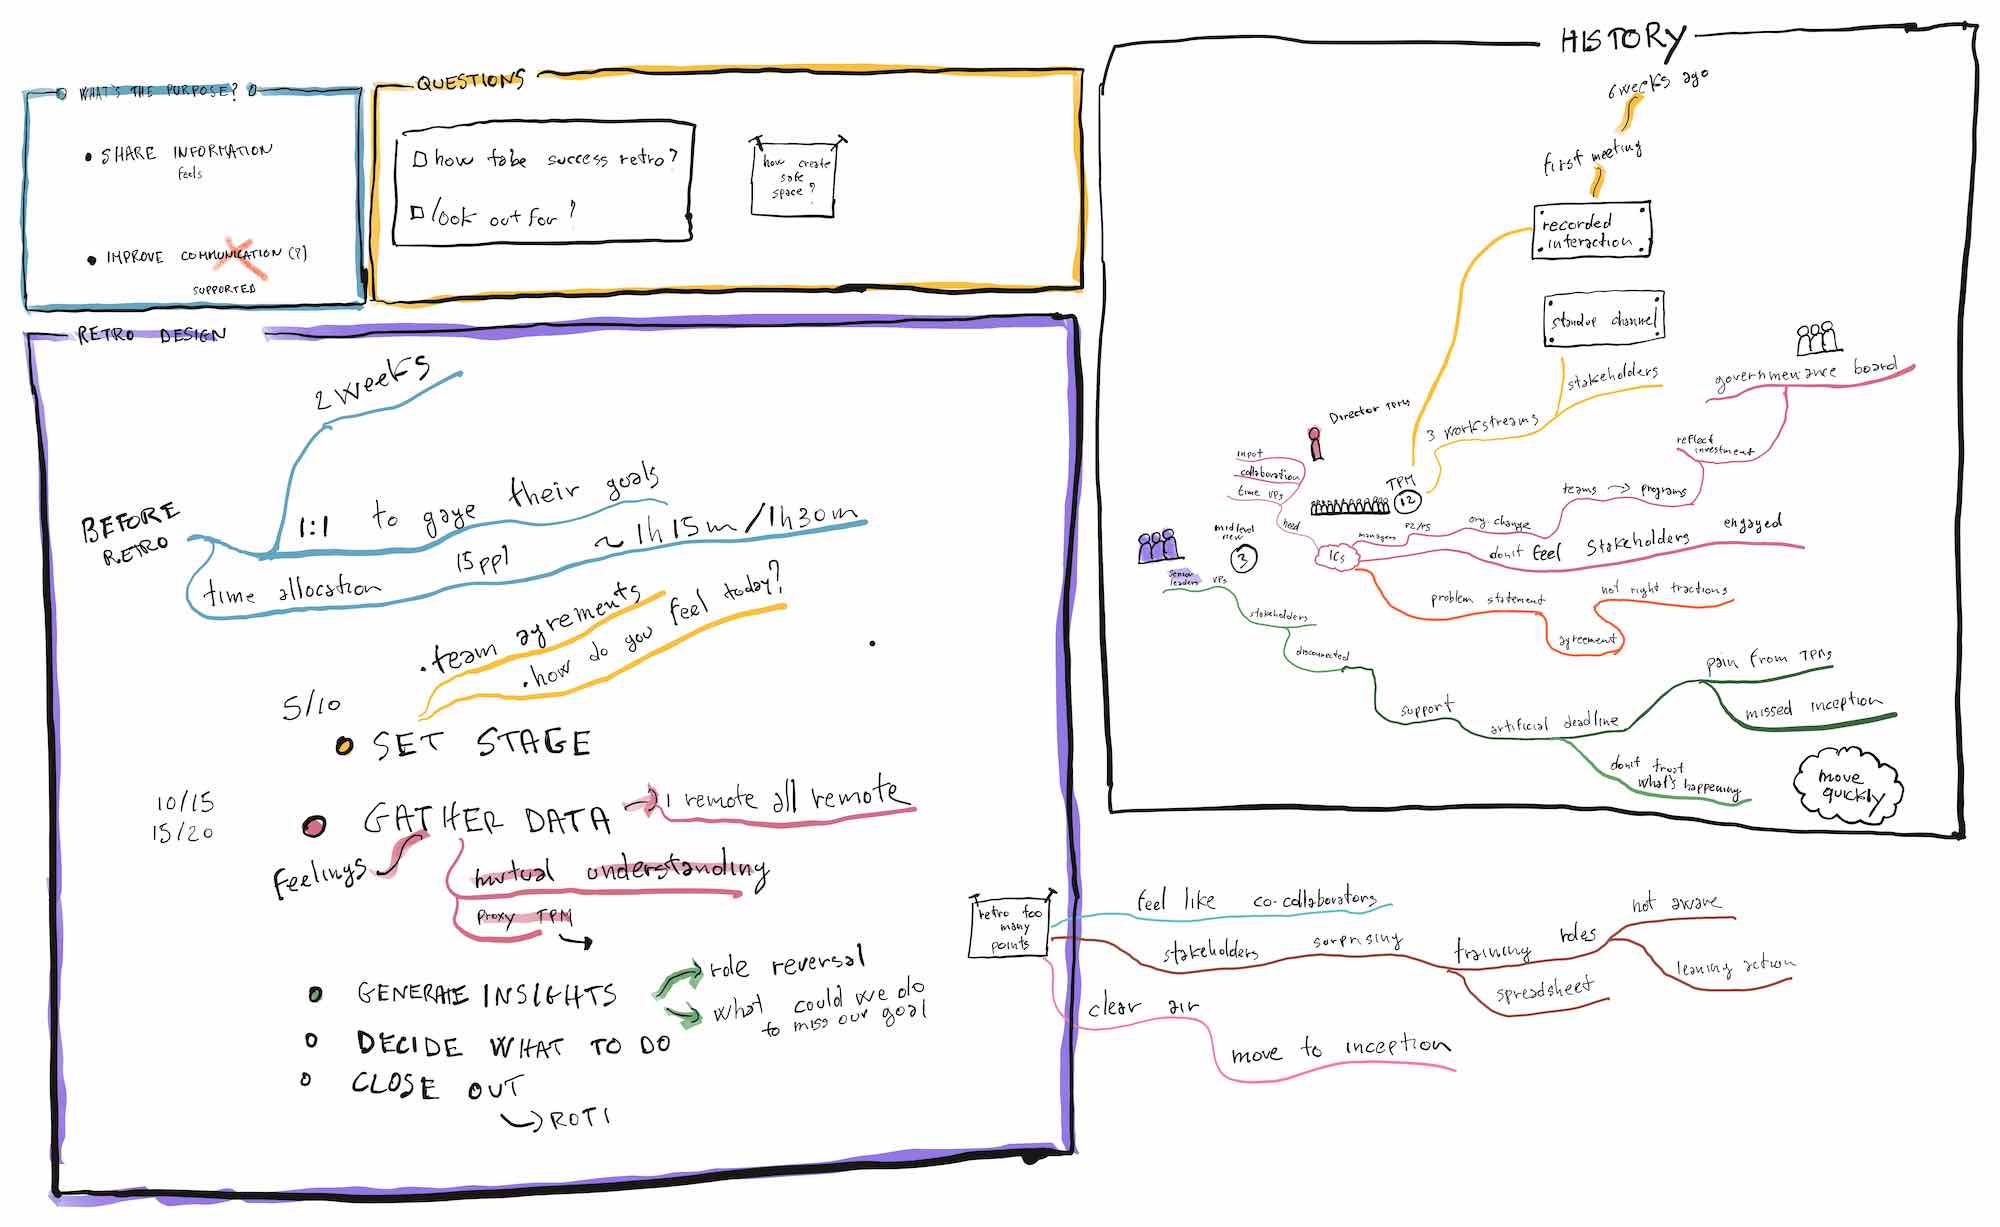 WHAT'S THE PURPOSE?
• SHARE INFORMATION
feels
• IMPROVE COMMUNICATION (?)
SUPPORTED
QUESTIONS
how to be success retro?
look out for?
how create
safe
space?
RETRO DESIGN
2 weeks
BEFORE
RETRO
1:1 to gage their goals
time allocation 15ppl ~1h15m/1h30m
• team agrements
• how do you feel today?
5/10
SET STAGE
10/15
15/20
GATHER DATA
1 remote all remote
Feelings
mutual understanding
Proxy TPM
GENERATE INSIGHTS
role reversal
what could we do
to miss our goal
DECIDE WHAT TO DO
CLOSE OUT
ROTI
HISTORY
6 weeks ago
first meeting
recorded
interaction
standup channel
stakeholders
3 workstreams
governmenance board
reflect
investment
teams → programs
Director TPMs
input
collaboration
time VPs
head
TPM
12
managers
P2/P5
org. change
ICs
don't feel stakeholders engaged
mid level
new
3
senior
leaders
VPs
stakeholders
disconnected
problem statement
agreement
not right tractions
support
artificial deadline
pain from TPMs
missed inception
don't trust
what's happening
move
quickly
retro too
many
points
feel like co-collaborators
stakeholders sorprising training roles
not aware
leaning action
spreadsheet
clear air
move to inception